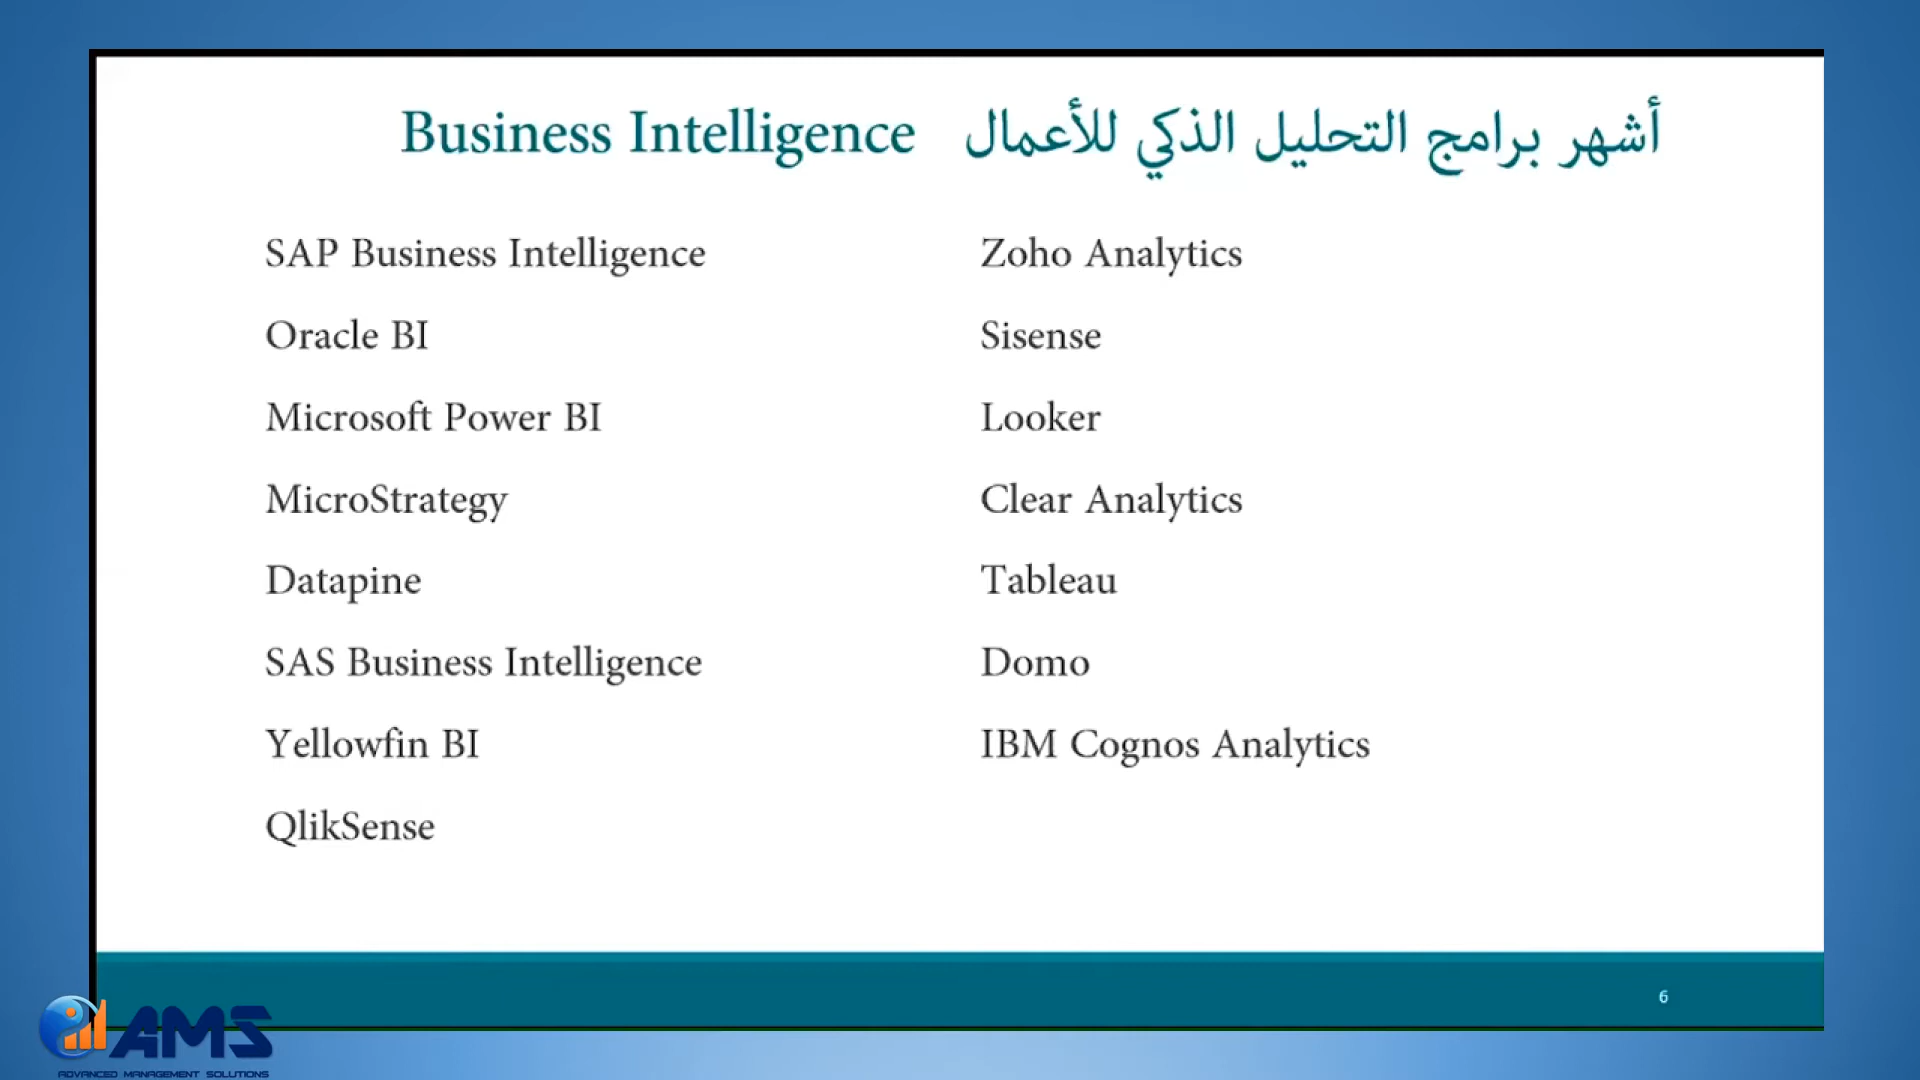 أشهر برامج التحليل الذكي للأعمال Business Intelligence
SAP Business Intelligence
Oracle BI
Microsoft Power BI
MicroStrategy
Datapine
SAS Business Intelligence
Yellowfin BI
QlikSense
Zoho Analytics
Sisense
Looker
Clear Analytics
Tableau
Domo
IBM Cognos Analytics
6
AMS
ADVANCED MANAGEMENT SOLUTIONS